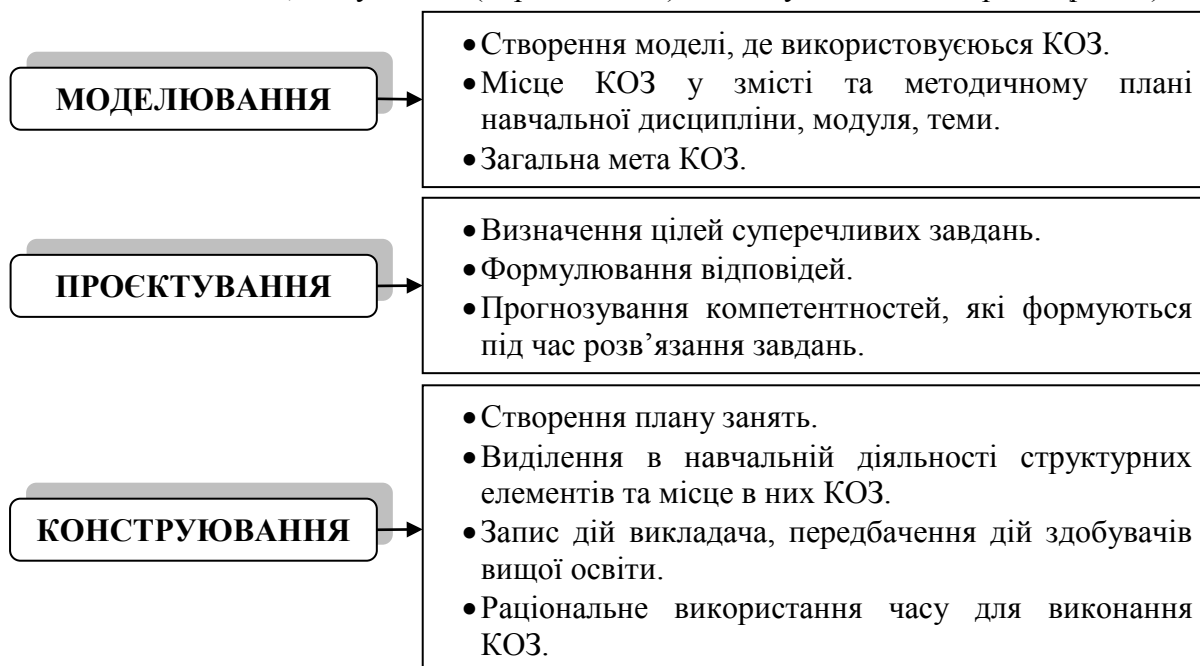 МОДЕЛЮВАННЯ
•Створення моделі, де використовуєюься КОЗ.
•Місце КОЗ у змісті та методичному плані
навчальної дисципліни, модуля, теми.
•Загальна мета КОЗ.
ПРОЄКТУВАННЯ
•Визначення цілей суперечливих завдань.
•Формулювання відповідей.
•Прогнозування компетентностей, які формуються
під час розв’язання завдань.
КОНСТРУЮВАННЯ
•Створення плану занять.
•Виділення в навчальній діяльності структурних
елементів та місце в них КОЗ.
•Запис дій викладача, передбачення дій здобувачів
вищої освіти.
•Раціональне використання часу для виконання
КОЗ.